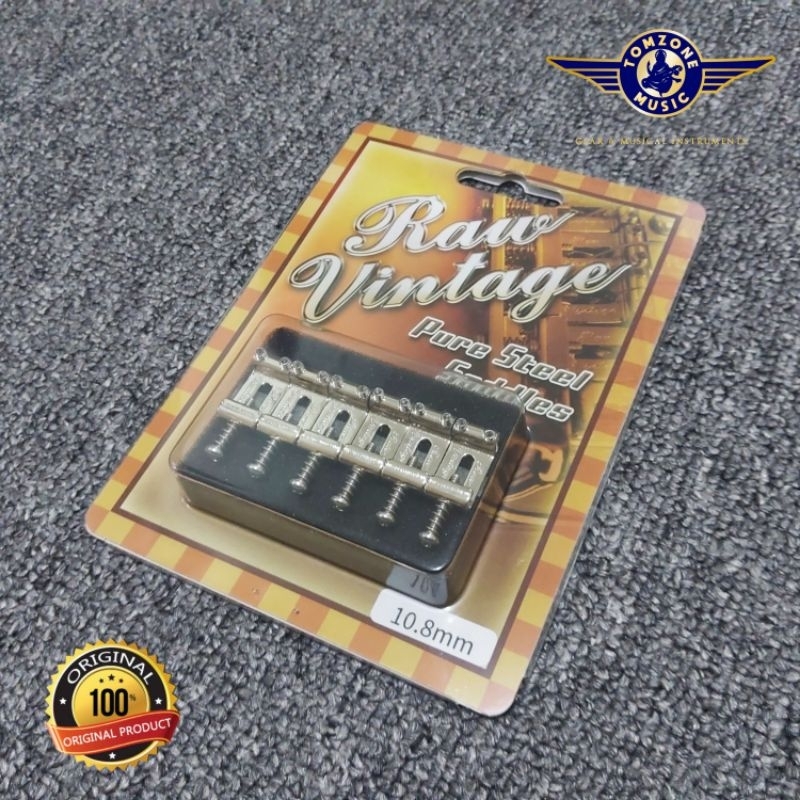 TOMZONE
MUSIC
GEAR & MUSICAL INSTRUMENTS
Raw
Vintage
Pure Steel
Saddles
10.8mm
ORIGINAL
100%
ORIGINAL PRODUCT